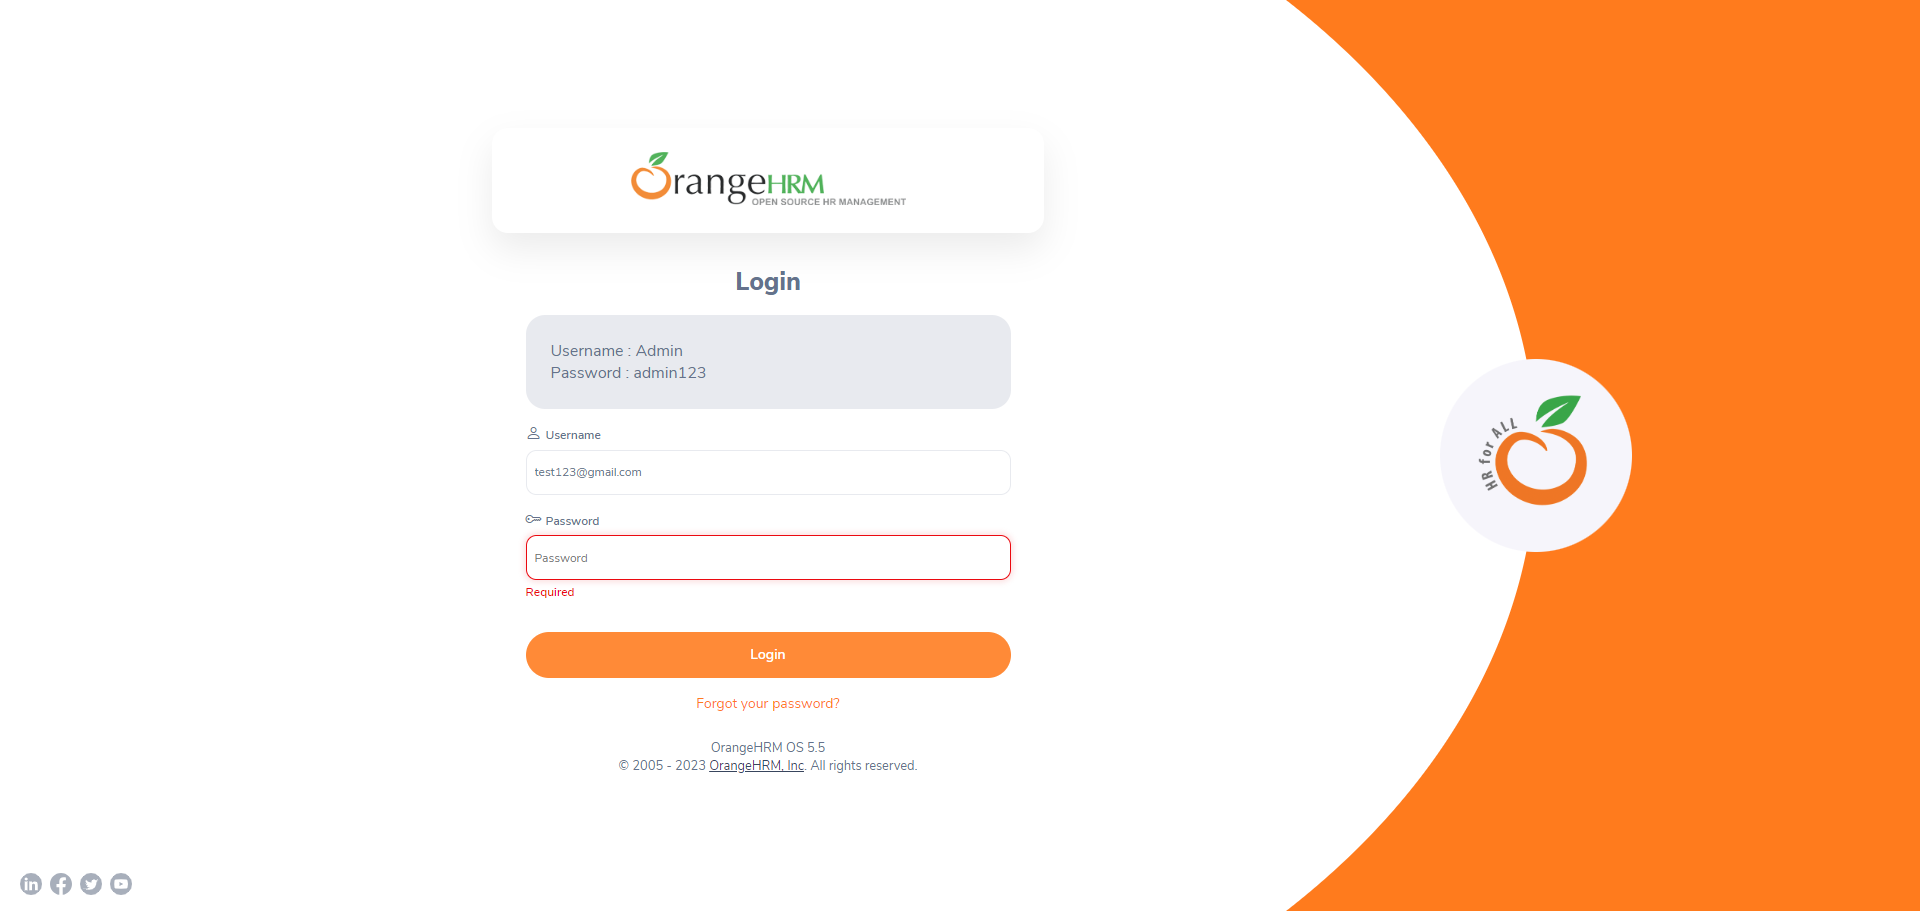 OrangeHRM
OPEN SOURCE HR MANAGEMENT
Login
Username : Admin
Password : admin123
Username
test123@gmail.com
Password
Password
Required
Login
Forgot your password?
OrangeHRM OS 5.5
© 2005 - 2023 OrangeHRM, Inc. All rights reserved.
HR for ALL